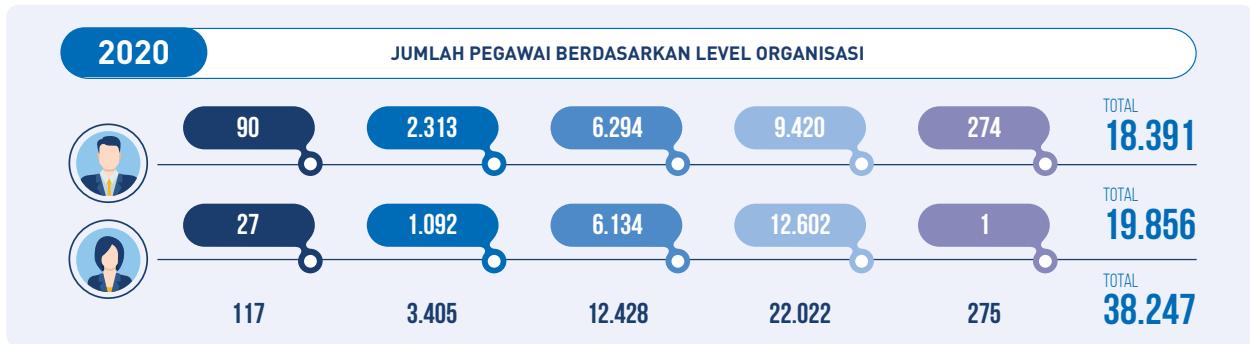 2020
JUMLAH PEGAWAI BERDASARKAN LEVEL ORGANISASI
90 2.313 6.294 9.420 274
TOTAL
18.391
27 1.092 6.134 12.602 1
TOTAL
19.856
117 3.405 12.428 22.022 275
TOTAL
38.247